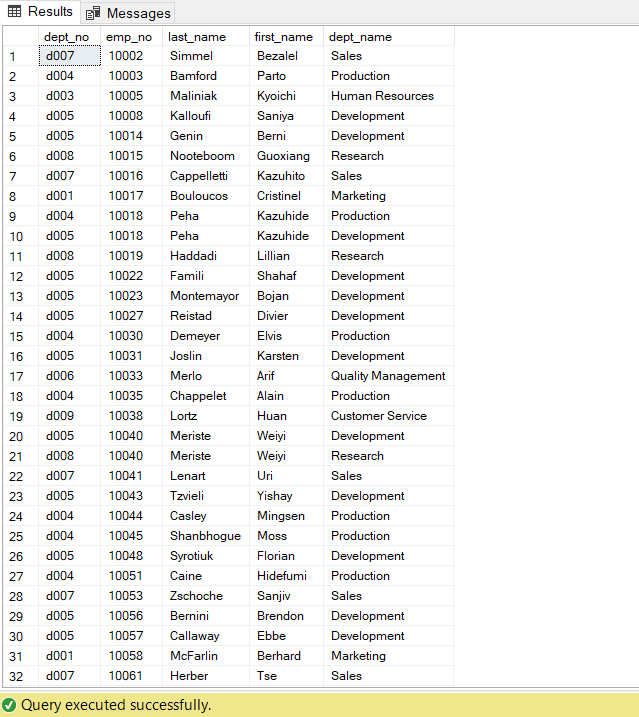 Results Messages
dept_no emp_no last_name first_name dept_name
1 d007 10002 Simmel Bezalel Sales
2 d004 10003 Bamford Parto Production
3 d003 10005 Maliniak Kyoichi Human Resources
4 d005 10008 Kalloufi Saniya Development
5 d005 10014 Genin Berni Development
6 d008 10015 Nooteboom Guoxiang Research
7 d007 10016 Cappelletti Kazuhito Sales
8 d001 10017 Bouloucos Cristinel Marketing
9 d004 10018 Peha Kazuhide Production
10 d005 10018 Peha Kazuhide Development
11 d008 10019 Haddadi Lillian Research
12 d005 10022 Famili Shahaf Development
13 d005 10023 Montemayor Bojan Development
14 d005 10027 Reistad Divier Development
15 d004 10030 Demeyer Elvis Production
16 d005 10031 Joslin Karsten Development
17 d006 10033 Merlo Arif Quality Management
18 d004 10035 Chappelet Alain Production
19 d009 10038 Lortz Huan Customer Service
20 d005 10040 Meriste Weiyi Development
21 d008 10040 Meriste Weiyi Research
22 d007 10041 Lenart Uri Sales
23 d005 10043 Tzvieli Yishay Development
24 d004 10044 Casley Mingsen Production
25 d004 10045 Shanbhogue Moss Production
26 d005 10048 Syrotiuk Florian Development
27 d004 10051 Caine Hidefumi Production
28 d007 10053 Zschoche Sanjiv Sales
29 d005 10056 Bernini Brendon Development
30 d005 10057 Callaway Ebbe Development
31 d001 10058 McFarlin Berhard Marketing
32 d007 10061 Herber Tse Sales
Query executed successfully.